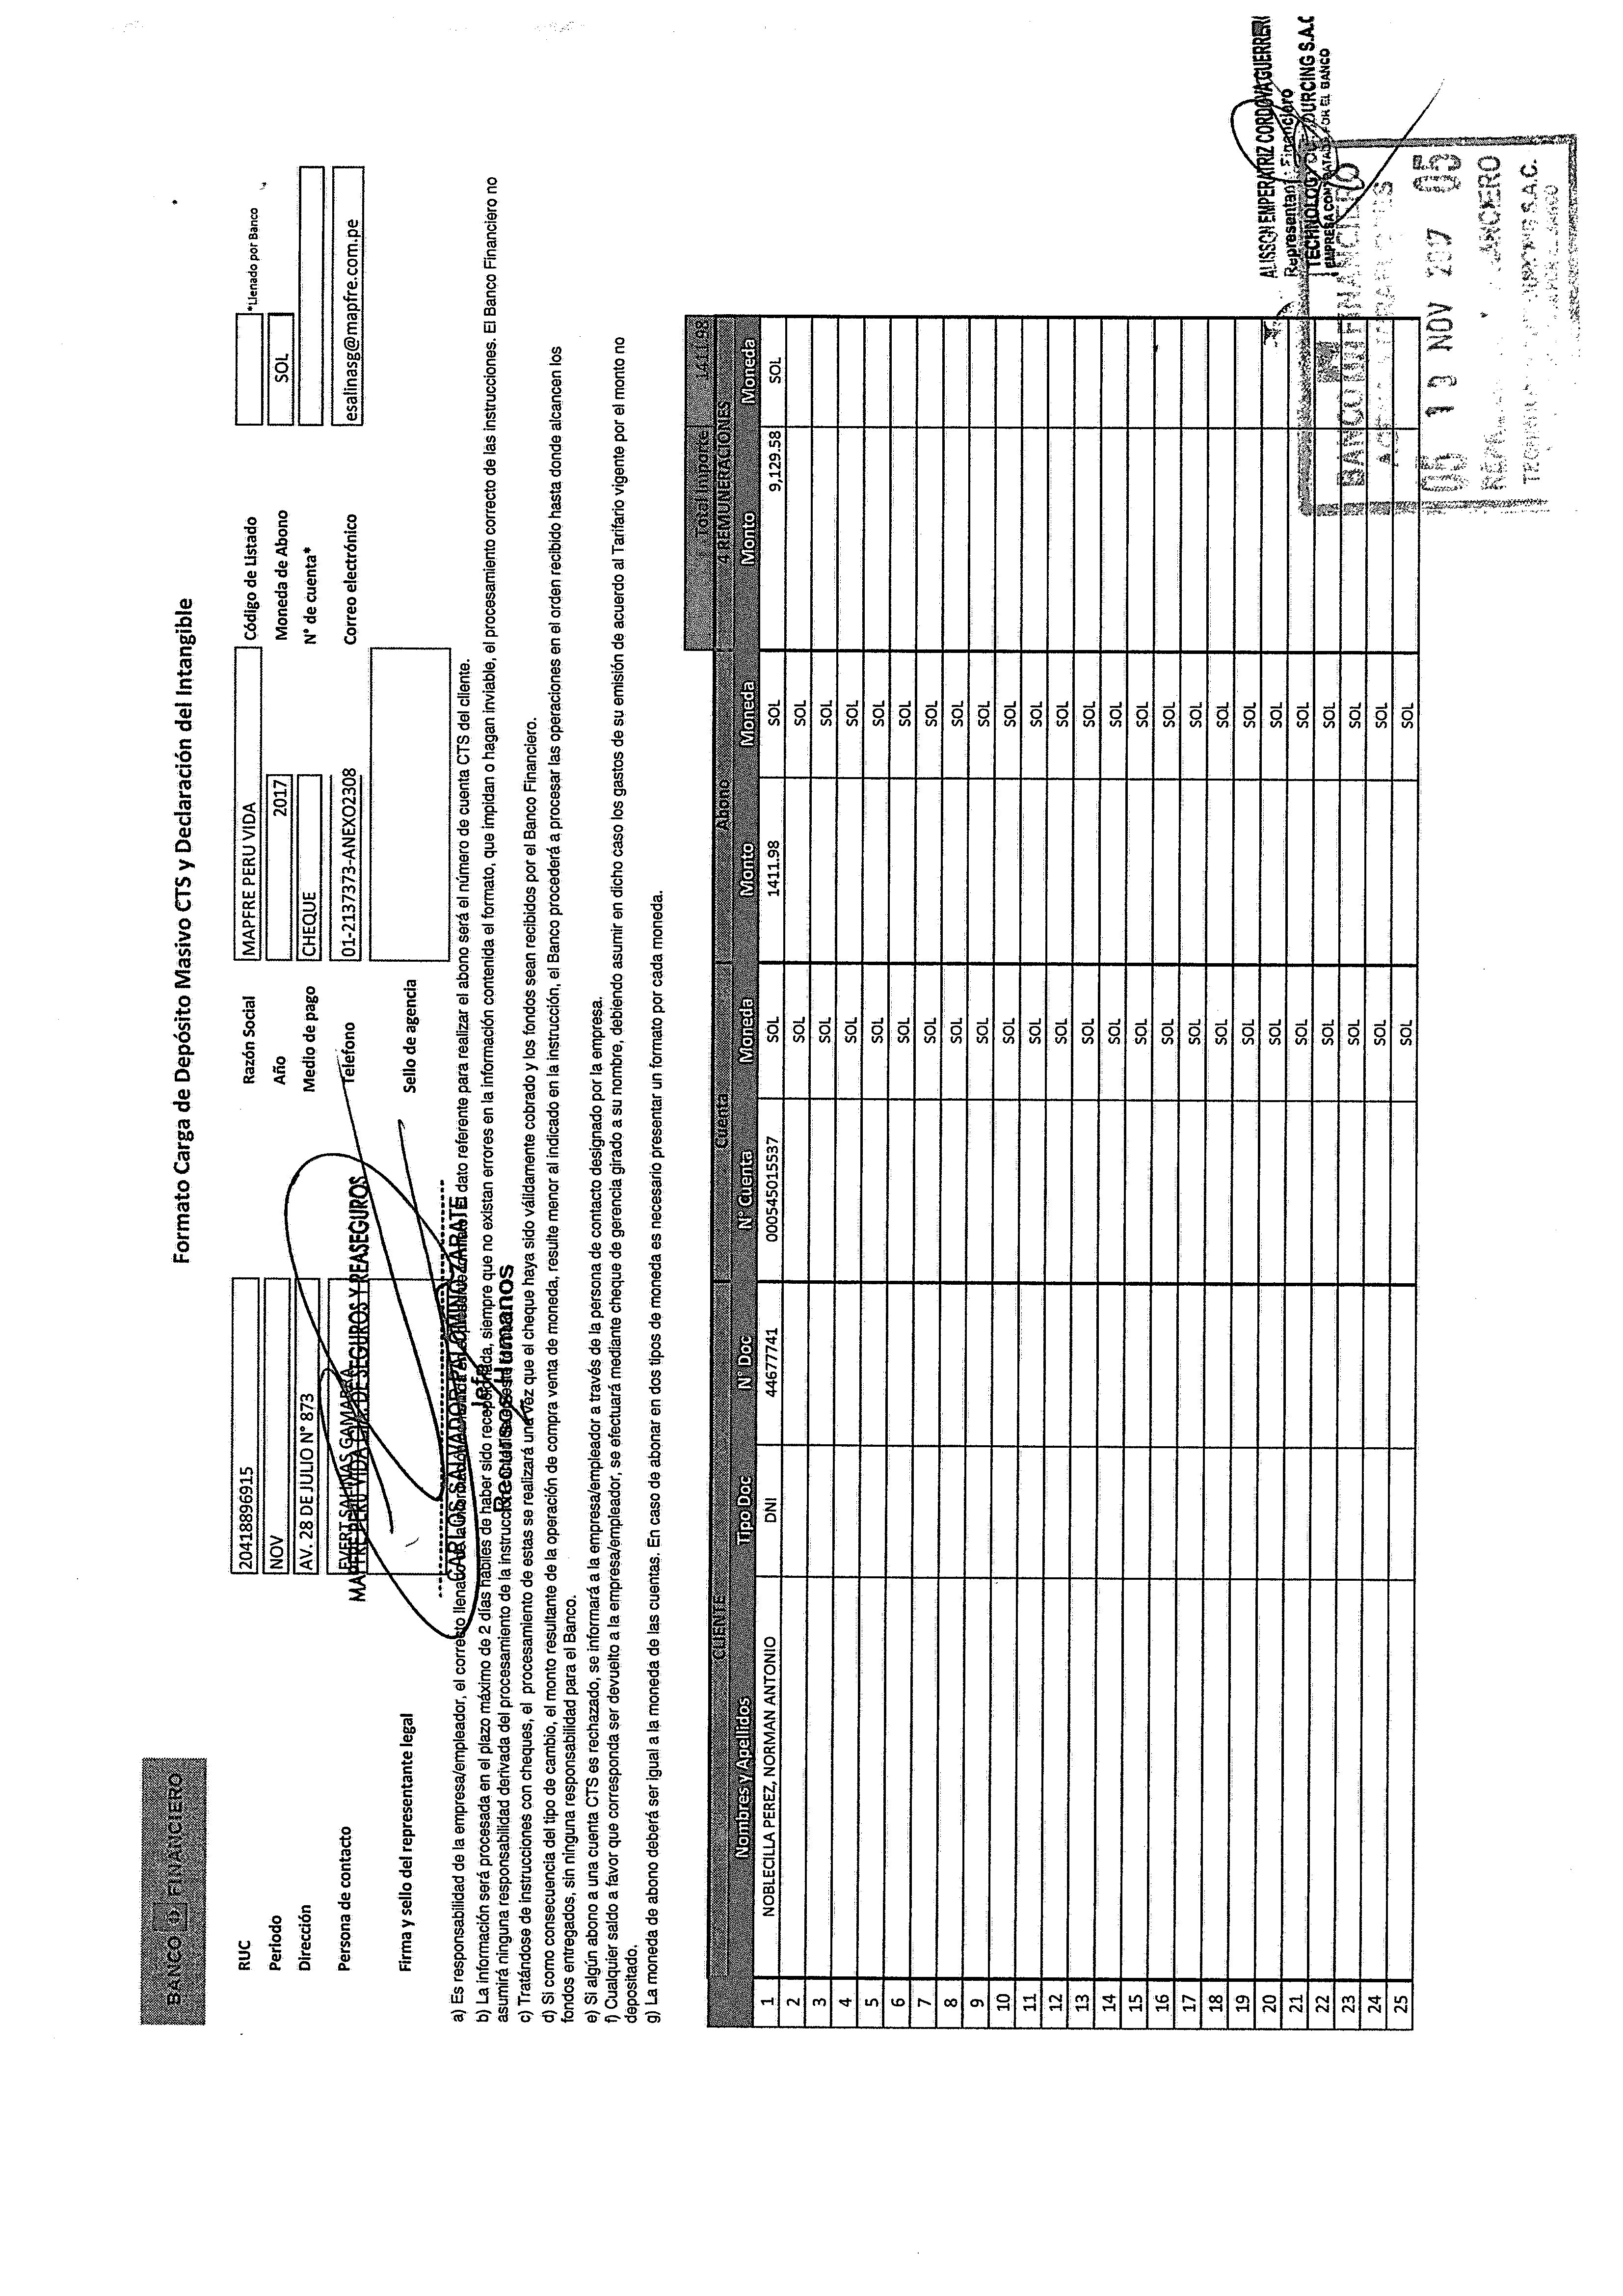 BANCO FINANCIERO
Formato Carga de Depósito Masivo CTS y Declaración del Intangible
RUC 20418896915 Razón Social MAPFRE PERU VIDA Código de Listado *Llenado por Banco
Periodo NOV Año 2017 Moneda de Abono SOL
Dirección AV. 28 DE JULIO N° 873 Medio de pago CHEQUE N° de cuenta*
Persona de contacto EVERT SALINAS GAMARRA Telefono 01-2137373-ANEXO2308 Correo electrónico esalinasg@mapfre.com.pe
MAPFRE PERU VIDA CIA. DE SEGUROS Y REASEGUROS
Firma y sello del representante legal Sello de agencia
CARLOS SALVADOR PALOMINO ZARATE
Jefe
Recursos Humanos
a) Es responsabilidad de la empresa/empleador, el correcto llenado de la dato referente para realizar el abono será el número de cuenta CTS del cliente.
b) La información será procesada en el plazo máximo de 2 días hábiles de haber sido recepcionada, siempre que no existan errores en la información contenida el formato, que impidan o hagan inviable, el procesamiento correcto de las instrucciones. El Banco Financiero no
asumirá ninguna responsabilidad derivada del procesamiento de la instrucción
c) Tratándose de instrucciones con cheques, el procesamiento de estas se realizará una vez que el cheque haya sido válidamente cobrado y los fondos sean recibidos por el Banco Financiero.
d) Si como consecuencia del tipo de cambio, el monto resultante de la operación de compra venta de moneda, resulte menor al indicado en la instrucción, el Banco procederá a procesar las operaciones en el orden recibido hasta donde alcancen los
fondos entregados, sin ninguna responsabilidad para el Banco.
e) Si algún abono a una cuenta CTS es rechazado, se informará a la empresa/empleador a través de la persona de contacto designado por la empresa.
f) Cualquier saldo a favor que corresponda ser devuelto a la empresa/empleador, se efectuará mediante cheque de gerencia girado a su nombre, debiendo asumir en dicho caso los gastos de su emisión de acuerdo al Tarifario vigente por el monto no
depositado.
g) La moneda de abono deberá ser igual a la moneda de las cuentas. En caso de abonar en dos tipos de moneda es necesario presentar un formato por cada moneda.
Total Importe 1411.98
CLIENTE Cuenta Abono 4 REMUNERACIONES
Nombres y Apellidos Tipo Doc N° Doc N° Cuenta Moneda Monto Moneda Monto Moneda
1 NOBLECILLA PEREZ, NORMAN ANTONIO DNI 44677741 000545015537 SOL 1411.98 SOL 9,129.58 SOL
2 SOL SOL
3 SOL SOL
4 SOL SOL
5 SOL SOL
6 SOL SOL
7 SOL SOL
8 SOL SOL
9 SOL SOL
10 SOL SOL
11 SOL SOL
12 SOL SOL
13 SOL SOL
14 SOL SOL
15 SOL SOL
16 SOL SOL
17 SOL SOL
18 SOL SOL
19 SOL SOL
20 SOL SOL
21 SOL SOL
22 SOL SOL
23 SOL SOL
24 SOL SOL
25 SOL SOL
ALISSON EMPERATRIZ CORDOVA GUERRER
Financiero
TECHNOLOGY OURCING S.A.C
EMPRESA CONTRATADA POR EL BANCO
BANCO FINANCIERO
05 13 NOV 2017 05
S.A.C.